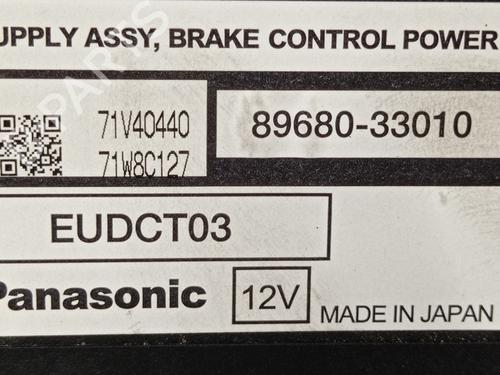 UPPLY ASSY, BRAKE CONTROL POWER
71V40440
71W8C127
89680-33010
EUDCT03
Panasonic
12V
MADE IN JAPAN